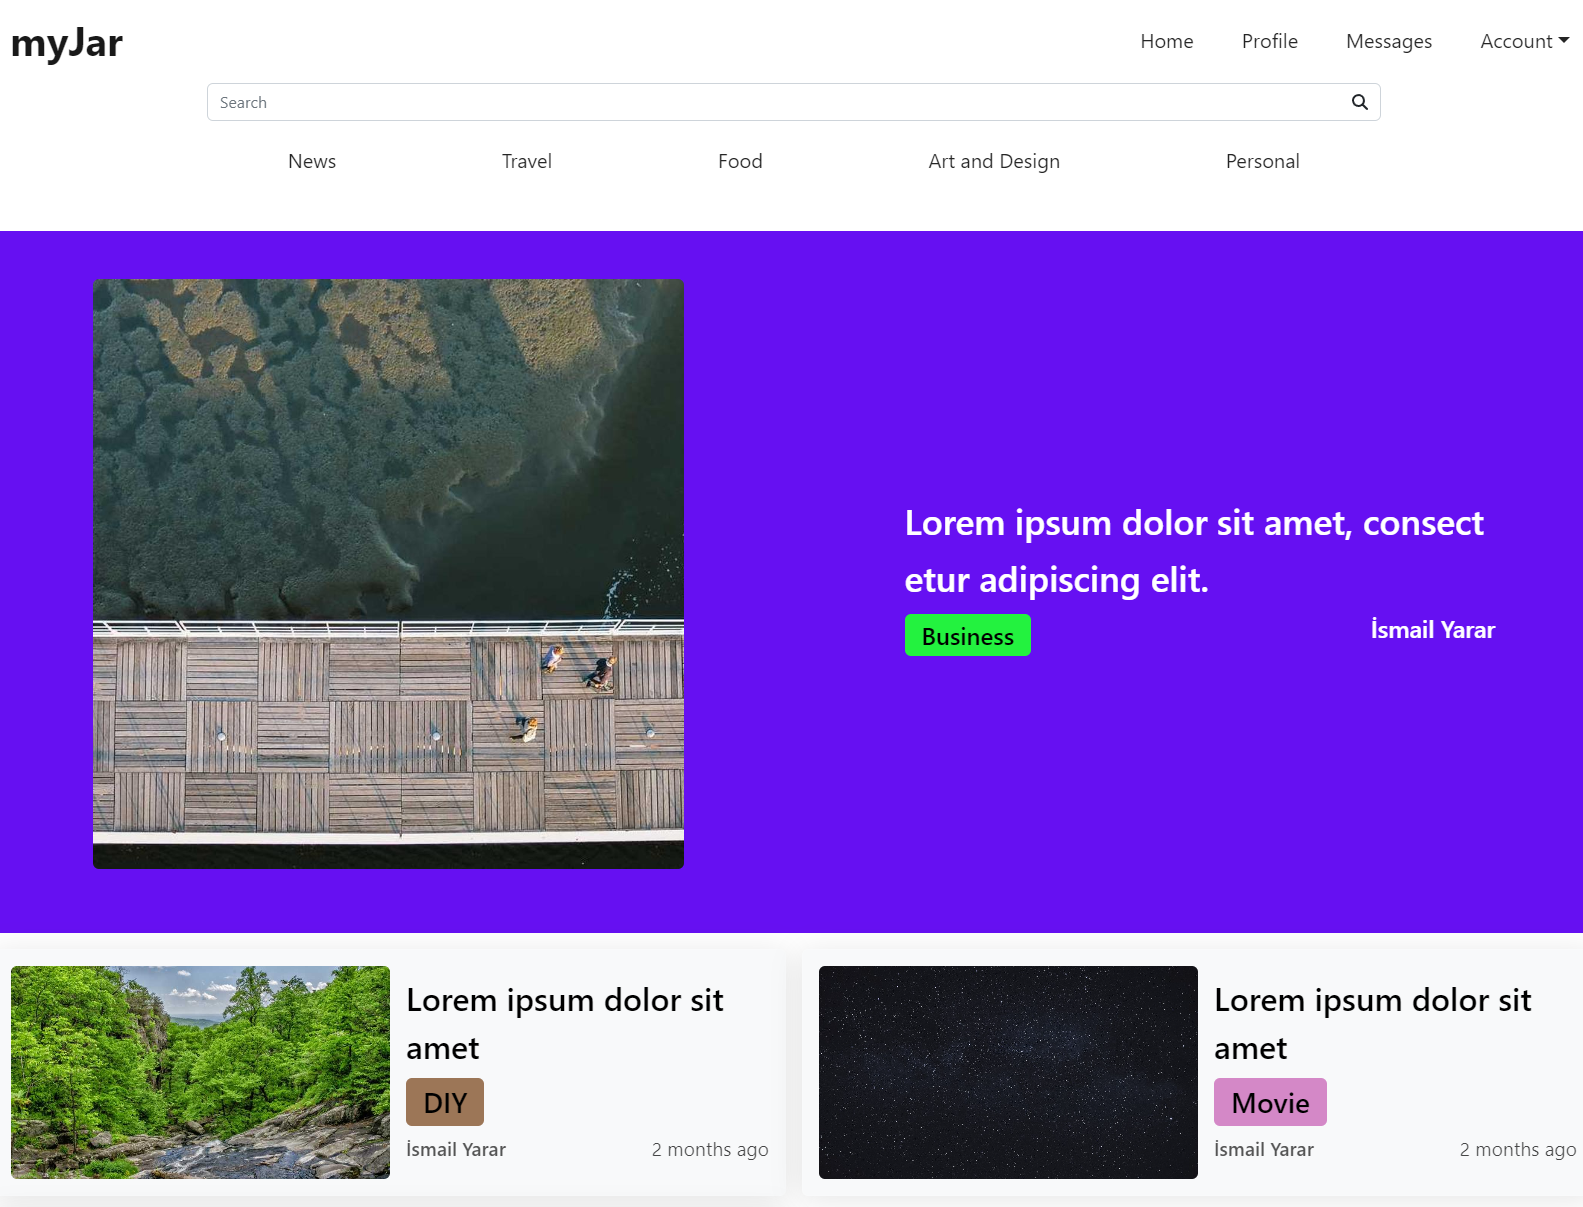 myJar
Home Profile Messages Account
Search
News Travel Food Art and Design Personal
Lorem ipsum dolor sit amet, consect
etur adipiscing elit.
Business İsmail Yarar
Lorem ipsum dolor sit
amet
DIY
İsmail Yarar 2 months ago
Lorem ipsum dolor sit
amet
Movie
İsmail Yarar 2 months ago